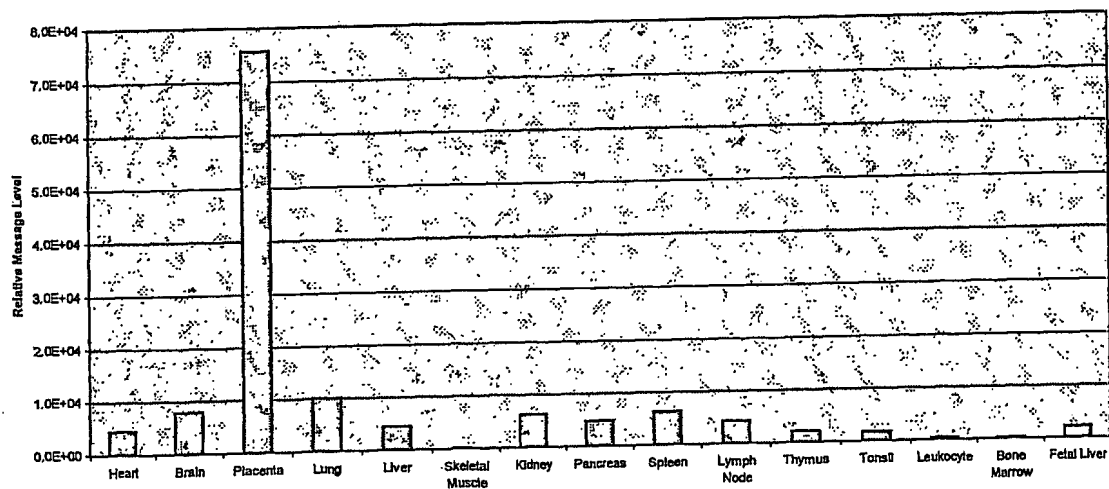 8,0E+04
7,0E+04
6,0E+04
5,0E+04
4,0E+04
3,0E+04
2,0E+04
1,0E+04
0,0E+00
Relative Message Level
Heart
Brain
Placenta
Lung
Liver
Skeletal
Muscle
Kidney
Pancreas
Spleen
Lymph
Node
Thymus
Tonsil
Leukocyte
Bone
Marrow
Fetal Liver